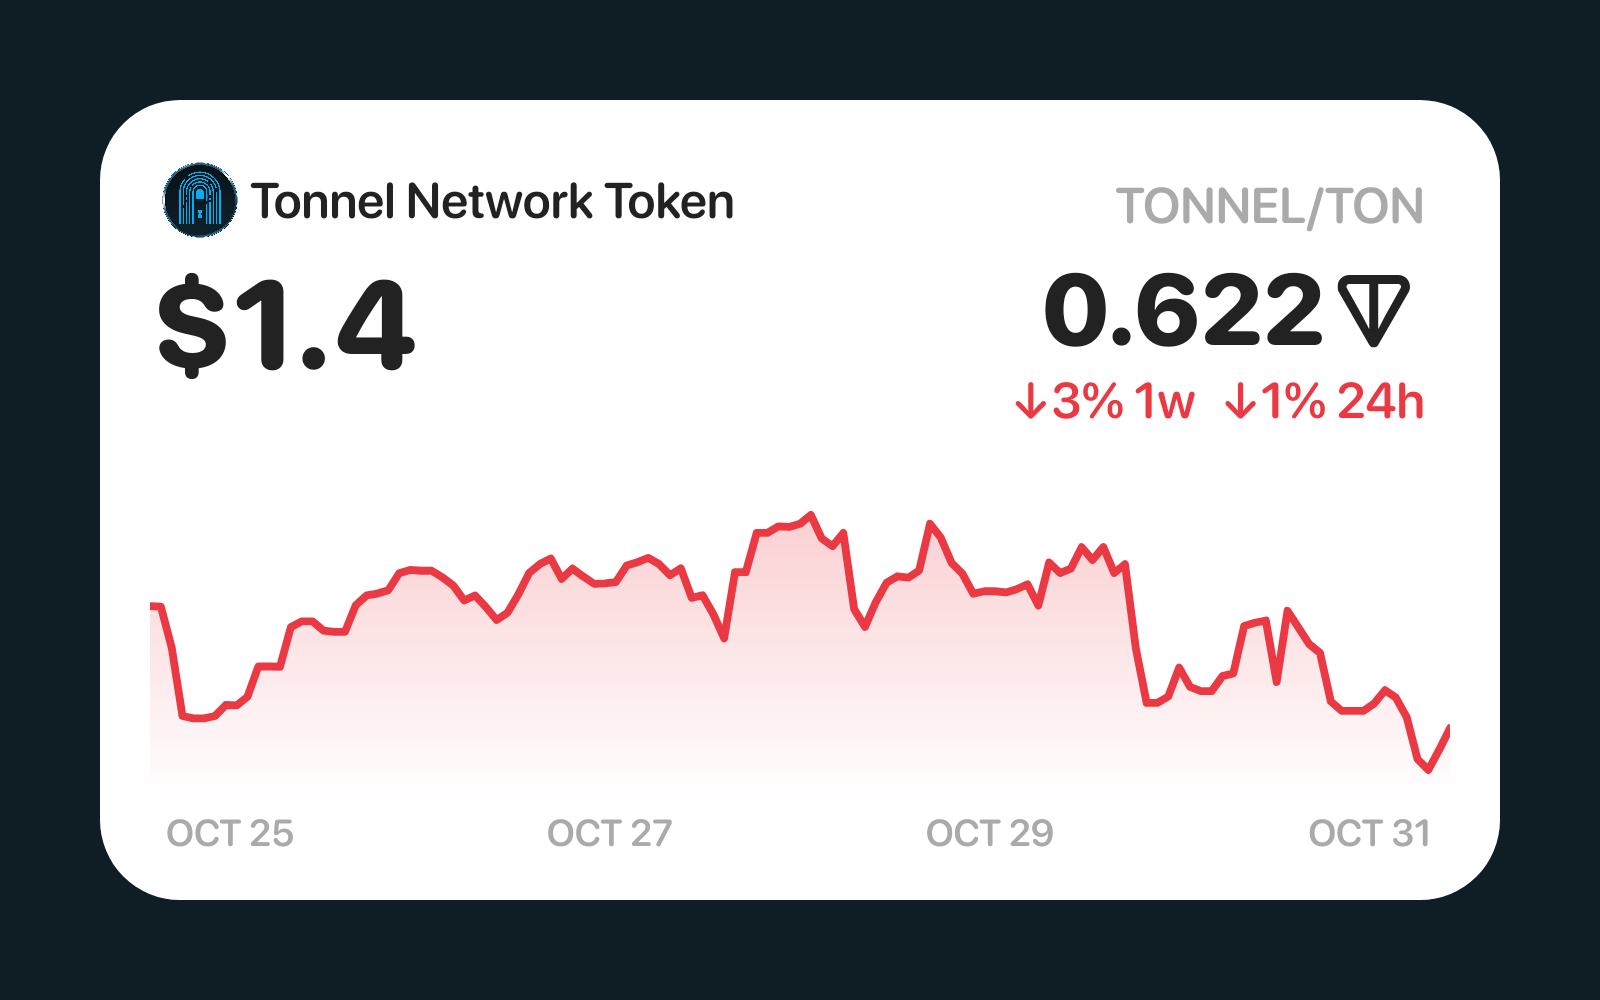 Tonnel Network Token
TONNEL/TON
$1.4
0.622
↓3% 1w ↓1% 24h
OCT 25 OCT 27 OCT 29 OCT 31